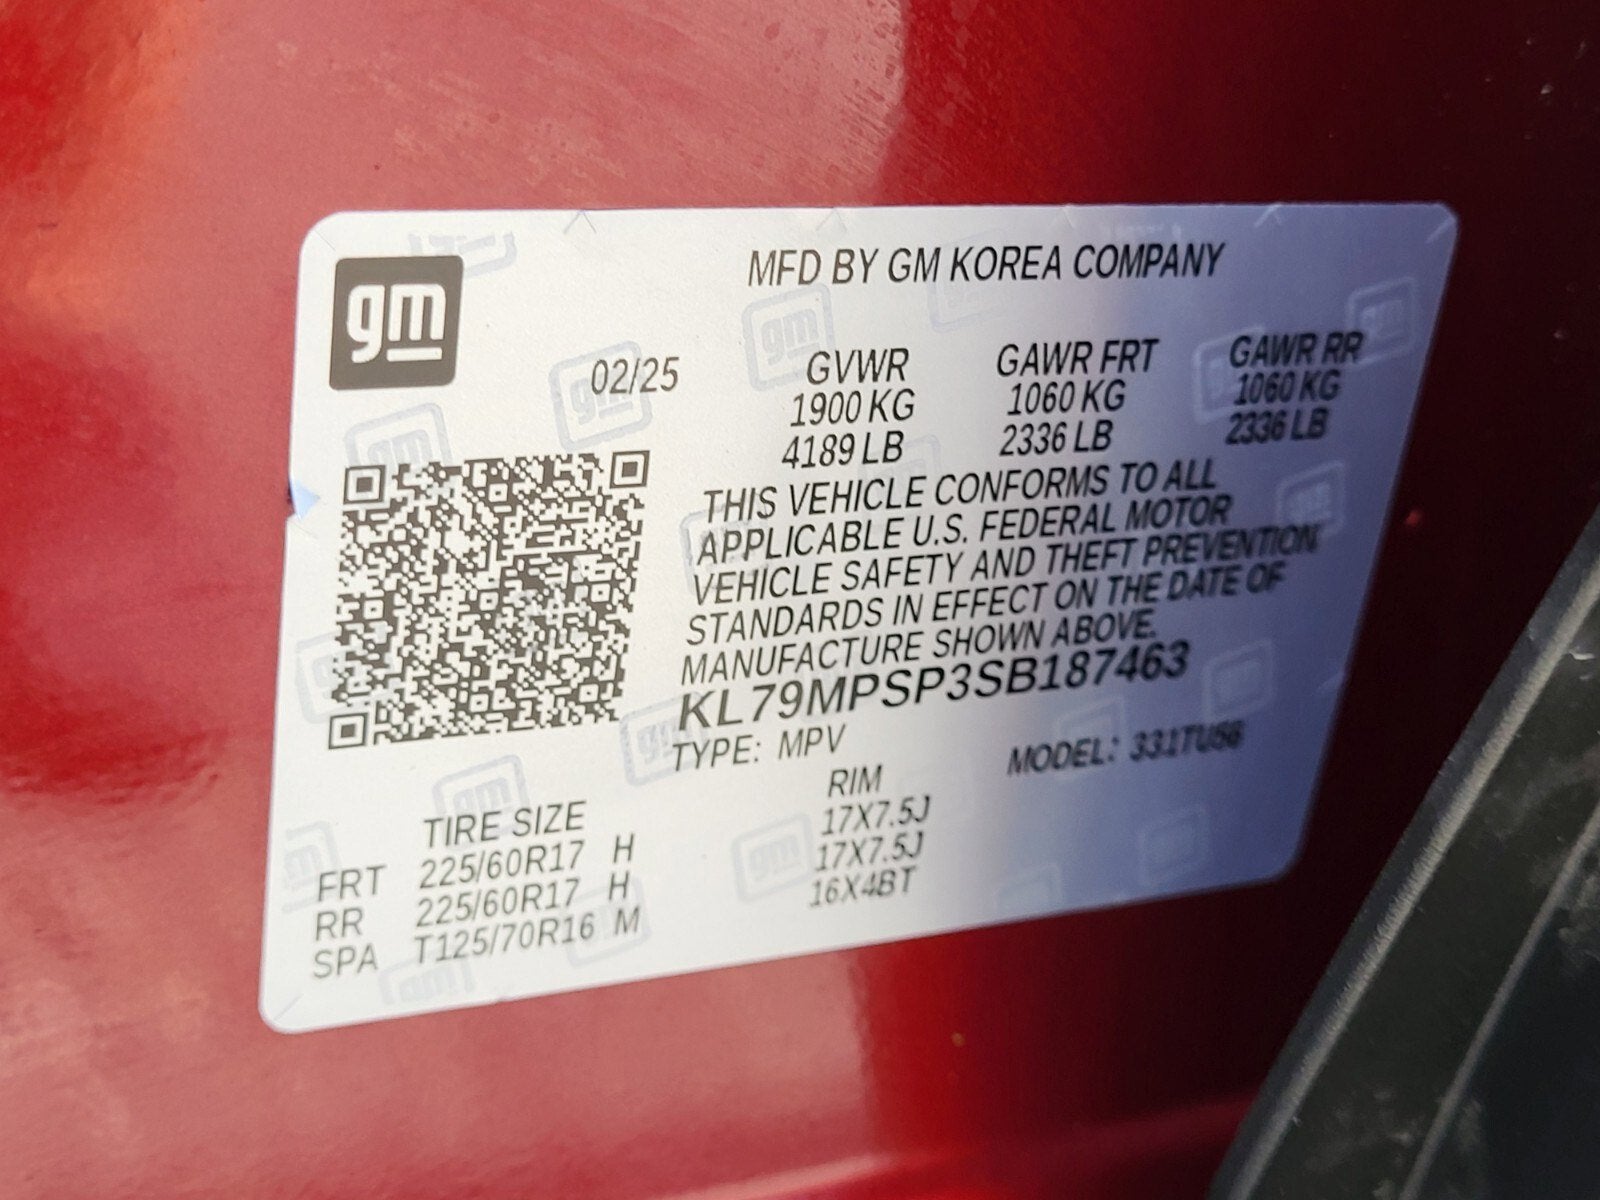 gm
MFD BY GM KOREA COMPANY
02/25 GVWR GAWR FRT GAWR RR
1900 KG 1060 KG 1060 KG
4189 LB 2336 LB 2336 LB
THIS VEHICLE CONFORMS TO ALL
APPLICABLE U.S. FEDERAL MOTOR
VEHICLE SAFETY AND THEFT PREVENTION
STANDARDS IN EFFECT ON THE DATE OF
MANUFACTURE SHOWN ABOVE.
KL79MPSP3SB187463
TYPE: MPV MODEL:
TIRE SIZE RIM
FRT 225/60R17 H 17X7.5J
RR 225/60R17 H 17X7.5J
SPA T125/70R16 M 16X4BT